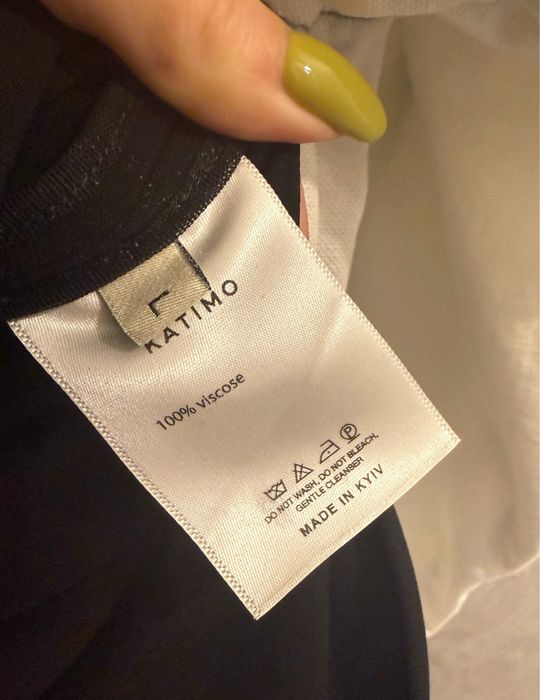 L
KATIMO
100% viscose
P
DO NOT WASH, DO NOT BLEACH.
GENTLE CLEANSER
MADE IN KYIV